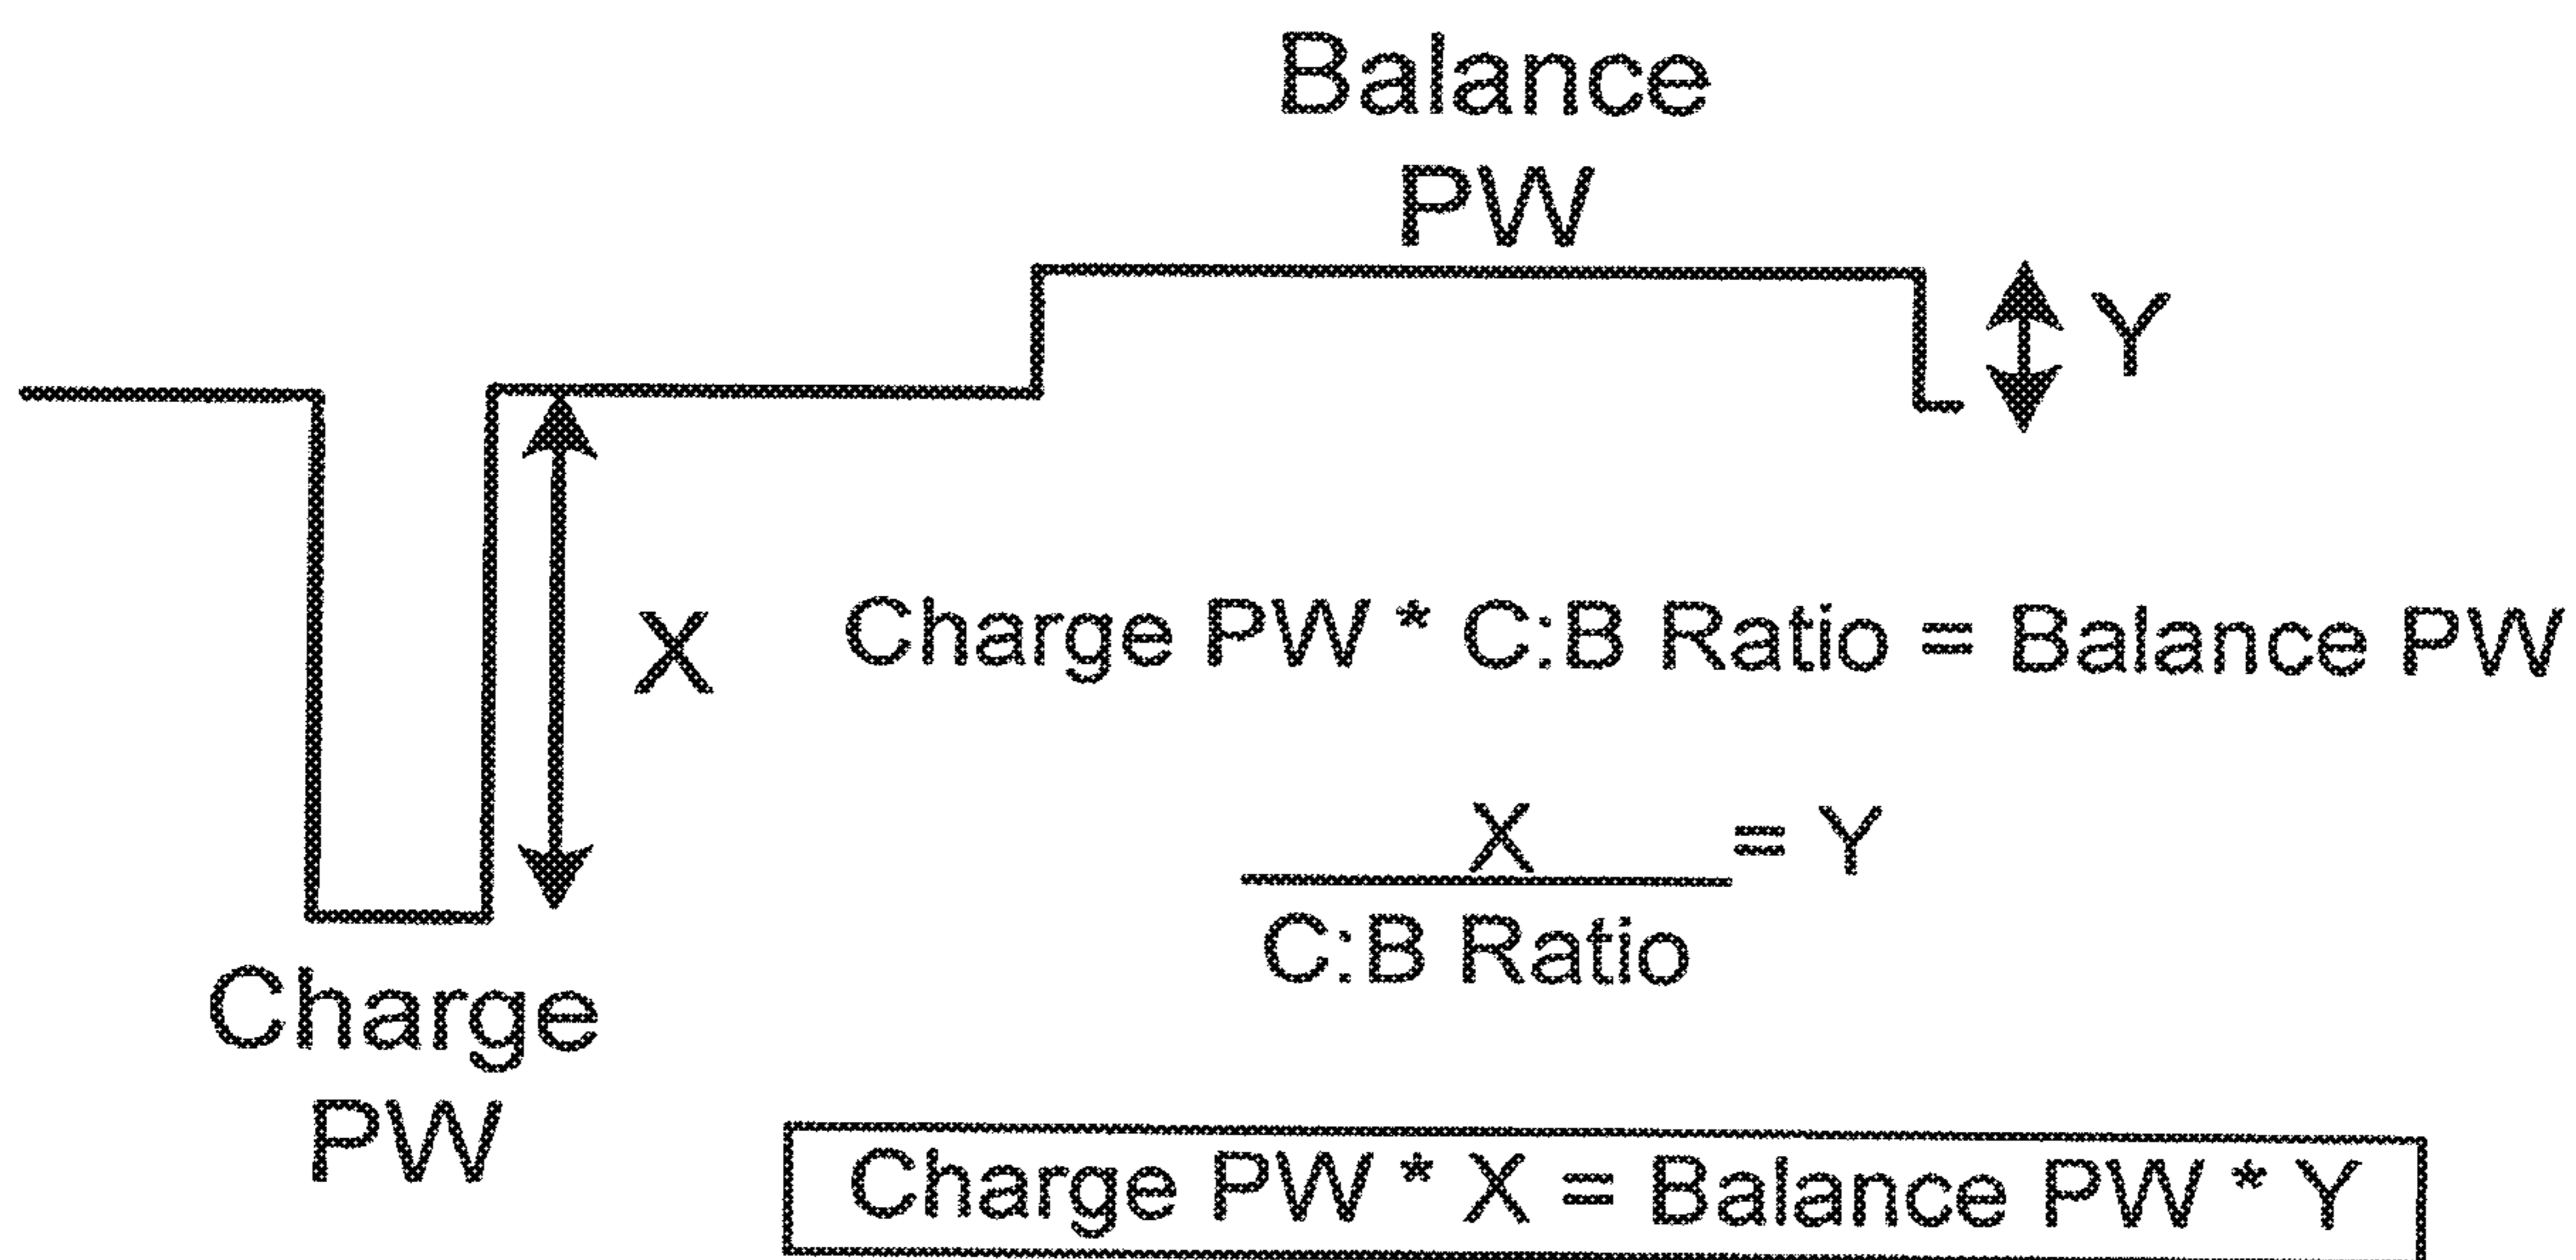 Balance
PW
Y
X
Charge PW * C:B Ratio = Balance PW
X = Y
C:B Ratio
Charge
PW
Charge PW * X = Balance PW * Y